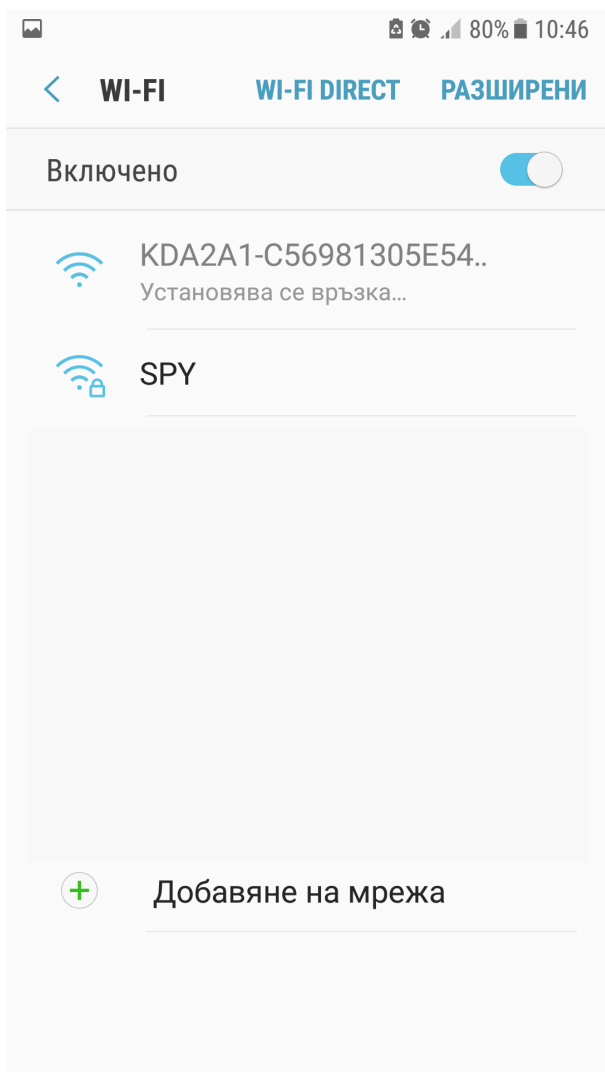 80% 10:46
WI-FI WI-FI DIRECT РАЗШИРЕНИ
Включено
KDA2A1-C56981305E54..
Установява се връзка...
SPY
Добавяне на мрежа